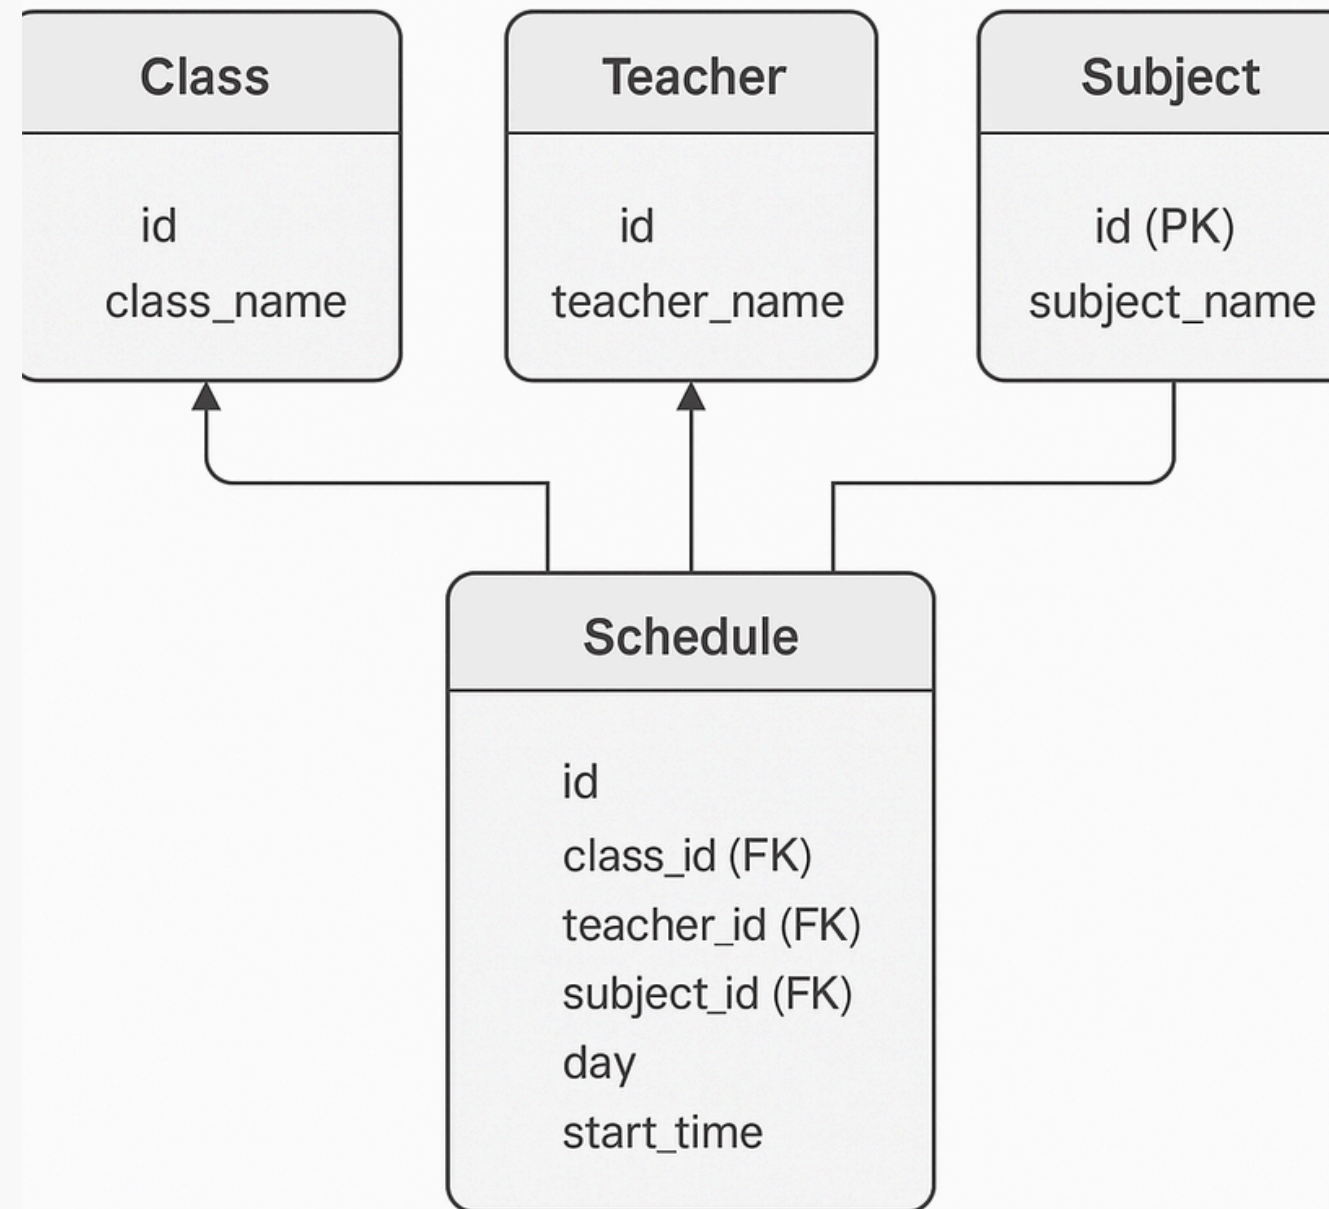 Class
id
class_name
Teacher
id
teacher_name
Subject
id (PK)
subject_name
Schedule
id
class_id (FK)
teacher_id (FK)
subject_id (FK)
day
start_time